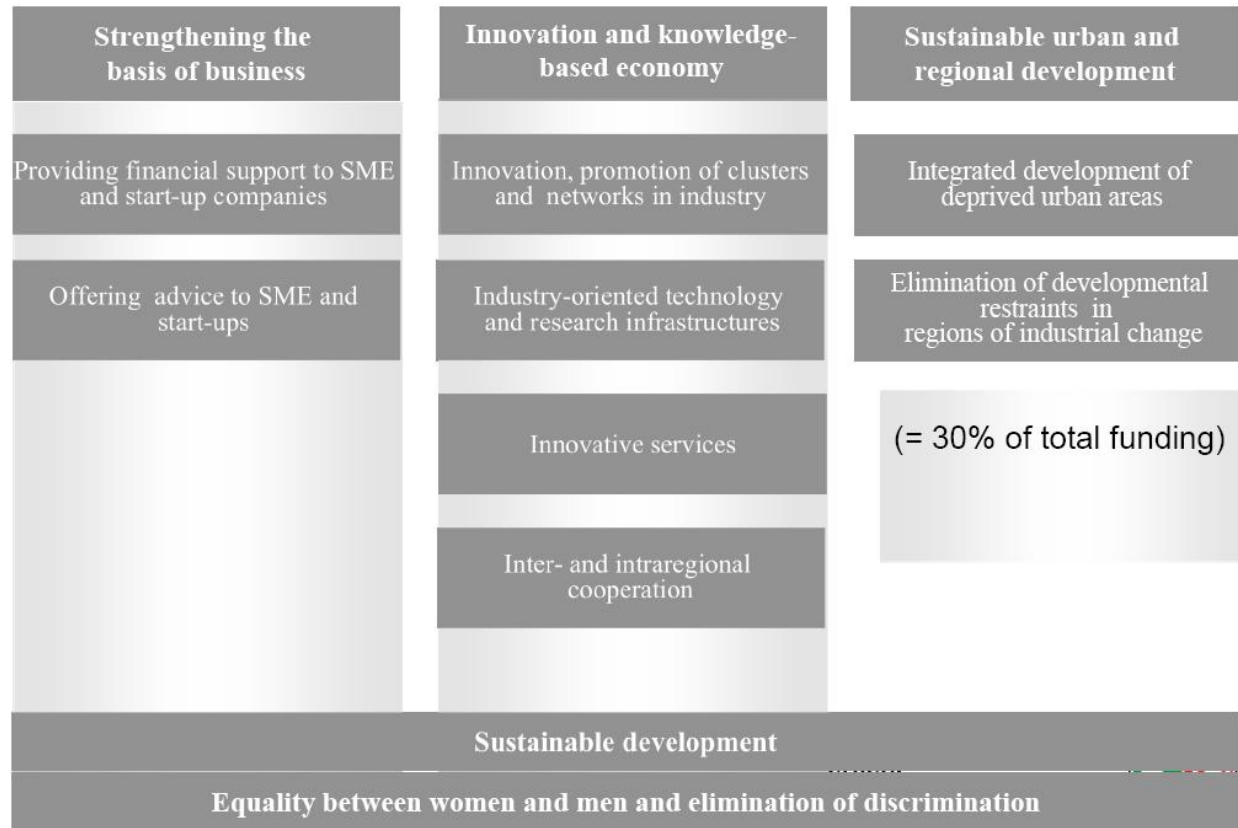 Strengthening the
basis of business
Providing financial support to SME
and start-up companies
Offering advice to SME and
start-ups
Innovation and knowledge-
based economy
Innovation, promotion of clusters
and networks in industry
Industry-oriented technology
and research infrastructures
Innovative services
Inter- and intraregional
cooperation
Sustainable urban and
regional development
Integrated development of
deprived urban areas
Elimination of developmental
restraints in
regions of industrial change
(= 30% of total funding)
Sustainable development
Equality between women and men and elimination of discrimination